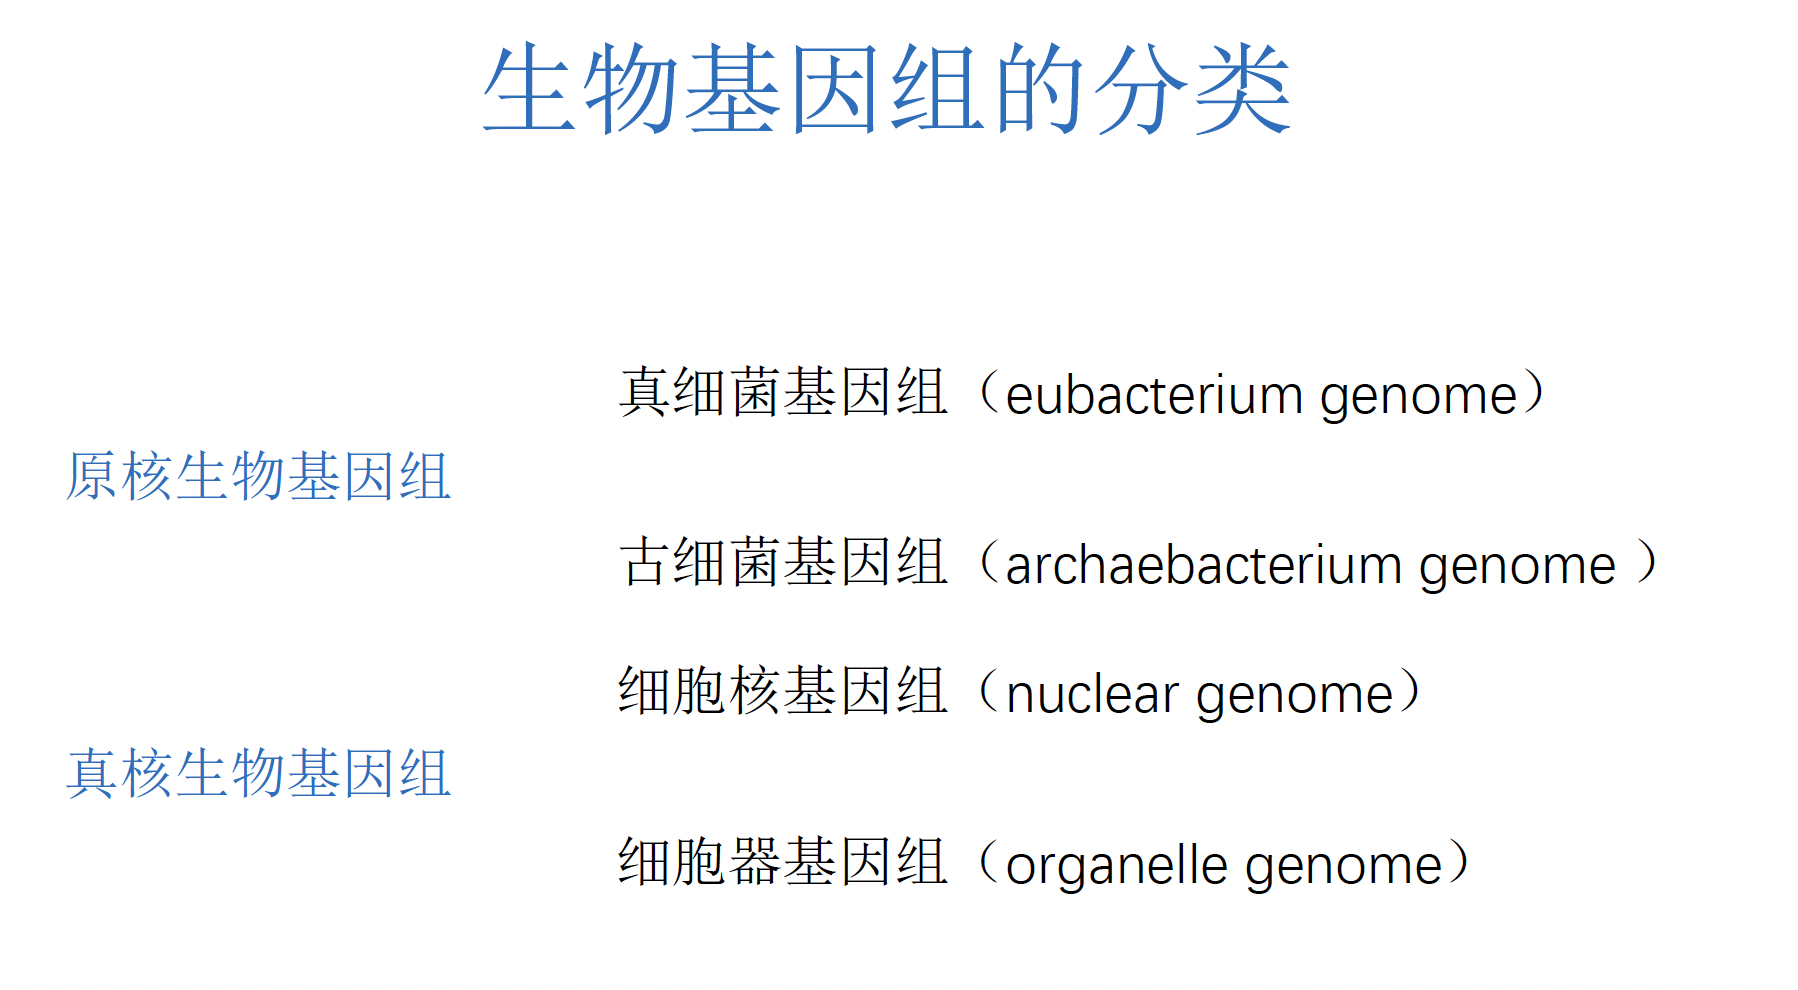 生物基因组的分类
真细菌基因组（eubacterium genome）
原核生物基因组
古细菌基因组（archaebacterium genome ）
细胞核基因组（nuclear genome）
真核生物基因组
细胞器基因组（organelle genome）